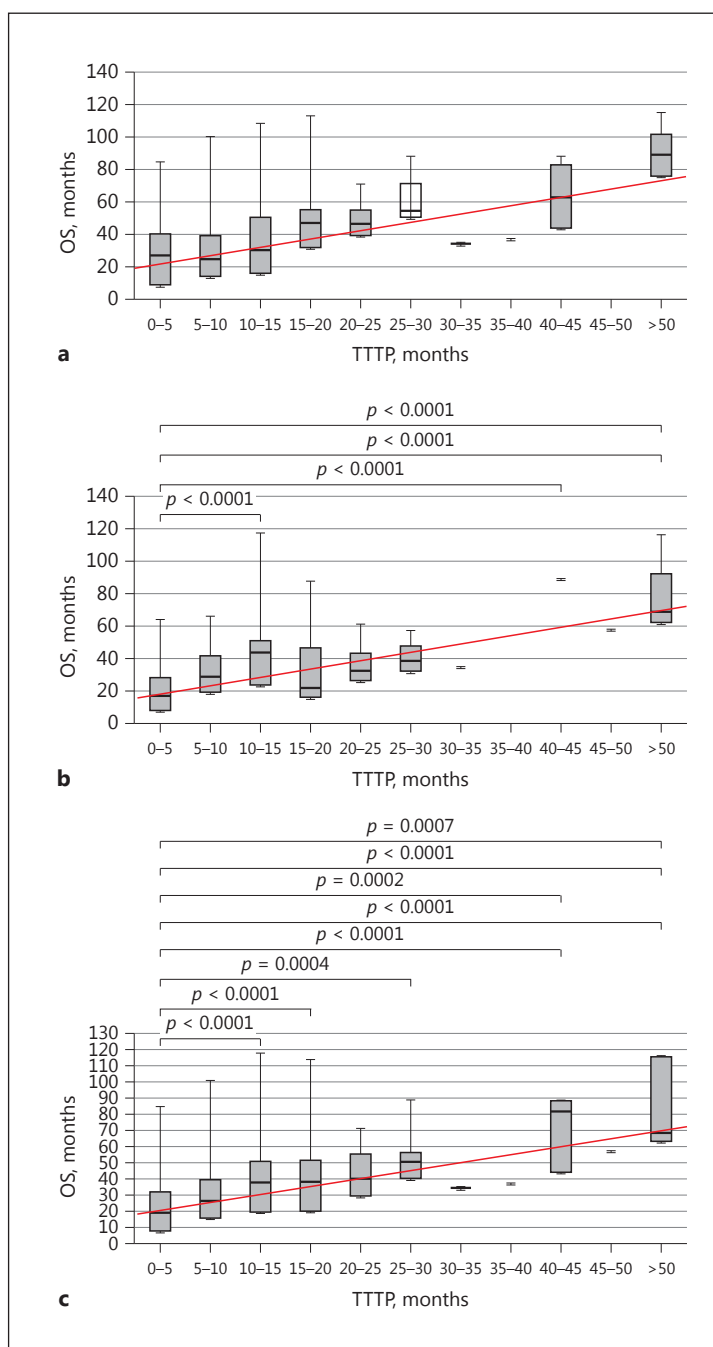 140
120
100
80
60
40
20
0
OS, months
0–5 5–10 10–15 15–20 20–25 25–30 30–35 35–40 40–45 45–50 >50
a TTTP, months
p < 0.0001
p < 0.0001
p < 0.0001
p < 0.0001
140
120
100
80
60
40
20
0
OS, months
0–5 5–10 10–15 15–20 20–25 25–30 30–35 35–40 40–45 45–50 >50
b TTTP, months
p = 0.0007
p < 0.0001
p = 0.0002
p < 0.0001
p < 0.0001
p = 0.0004
p < 0.0001
p < 0.0001
130
120
110
100
90
80
70
60
50
40
30
20
10
0
OS, months
0–5 5–10 10–15 15–20 20–25 25–30 30–35 35–40 40–45 45–50 >50
c TTTP, months